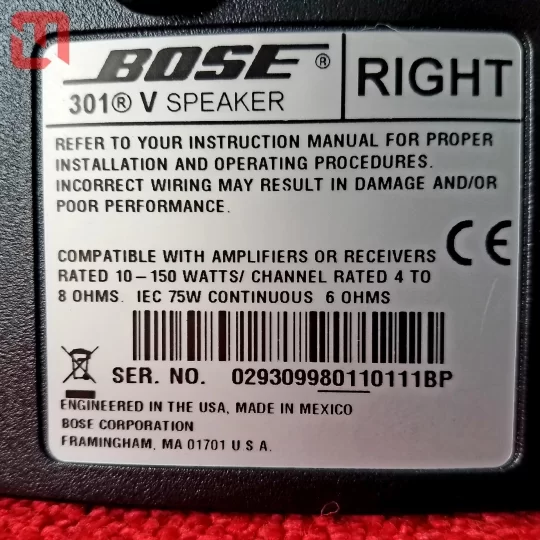 BOSE®
301® V SPEAKER
RIGHT
REFER TO YOUR INSTRUCTION MANUAL FOR PROPER
INSTALLATION AND OPERATING PROCEDURES.
INCORRECT WIRING MAY RESULT IN DAMAGE AND/OR
POOR PERFORMANCE.
CE
COMPATIBLE WITH AMPLIFIERS OR RECEIVERS
RATED 10–150 WATTS/ CHANNEL RATED 4 TO
8 OHMS. IEC 75W CONTINUOUS 6 OHMS
SER. NO. 029309980110111BP
ENGINEERED IN THE USA, MADE IN MEXICO
BOSE CORPORATION
FRAMINGHAM, MA 01701 U S A.